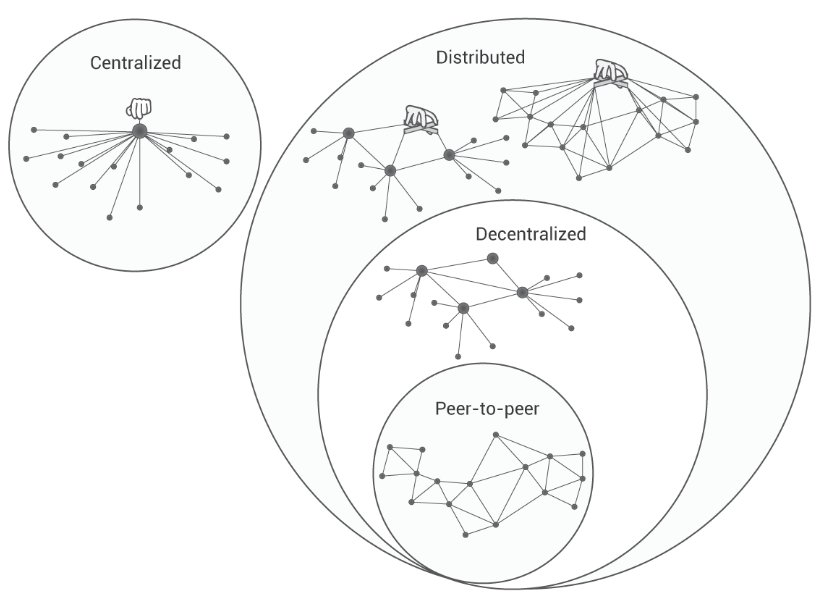 Centralized
Distributed
Decentralized
Peer-to-peer